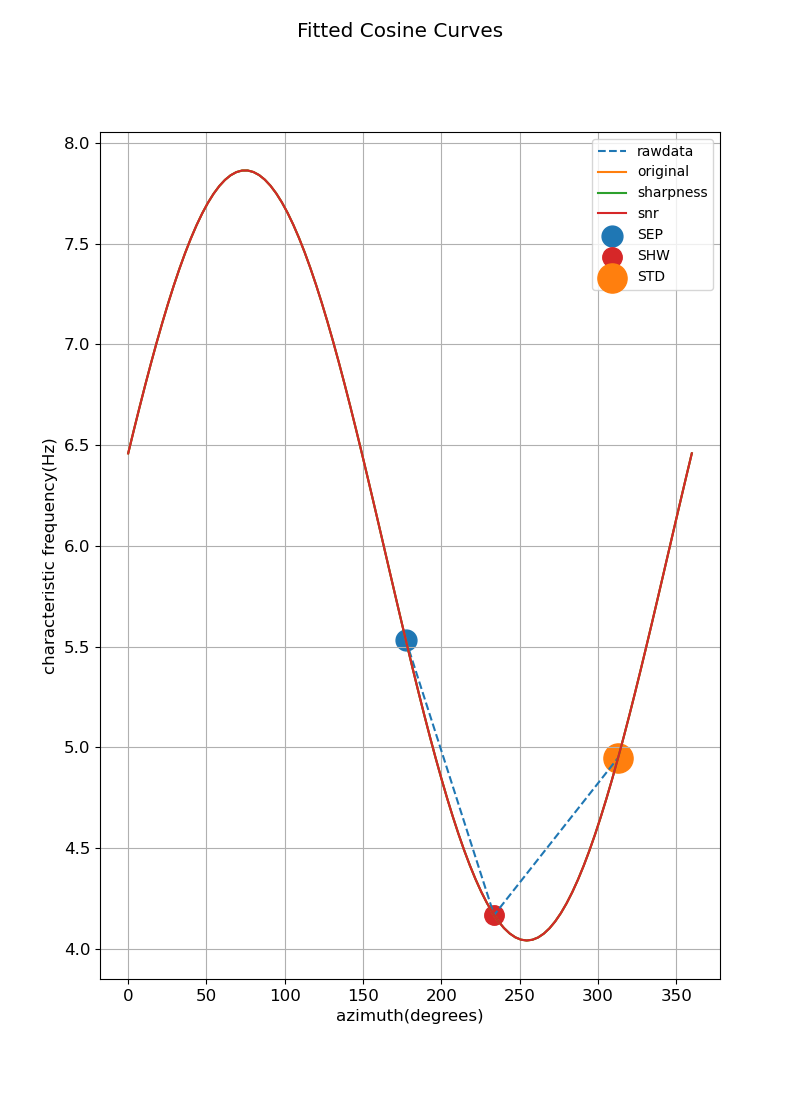 Fitted Cosine Curves
8.0
7.5
7.0
6.5
6.0
5.5
5.0
4.5
4.0
characteristic frequency(Hz)
rawdata
original
sharpness
snr
SEP
SHW
STD
0 50 100 150 200 250 300 350
azimuth(degrees)